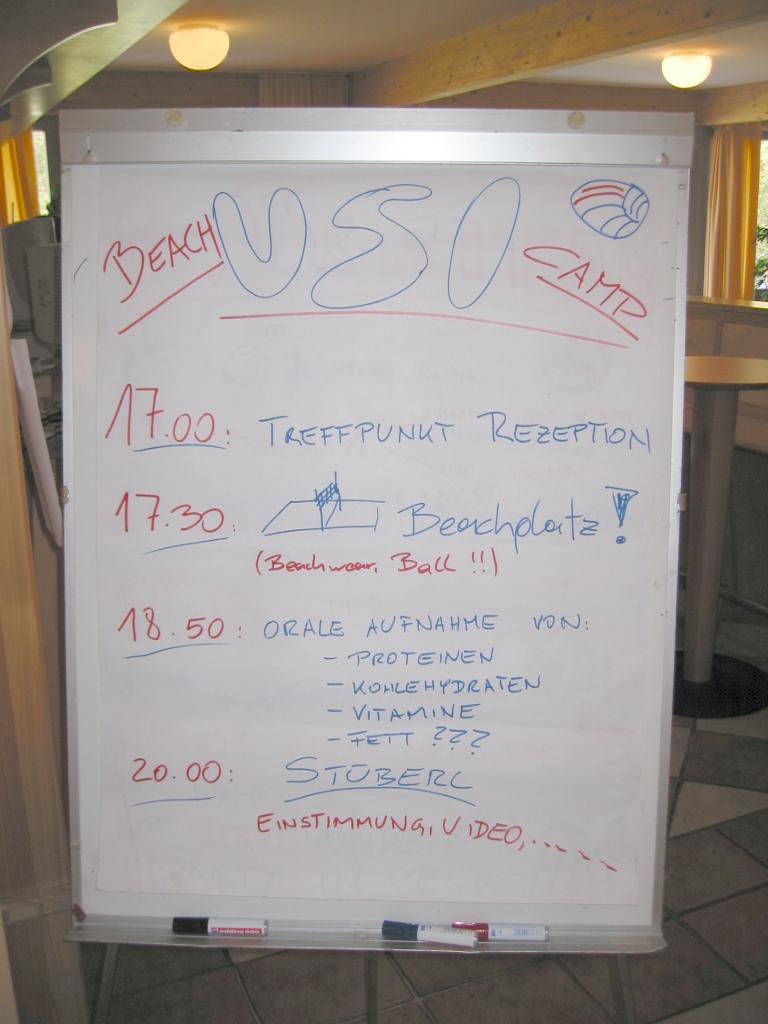 BEACH USI CAMP
17.00: TREFFPUNKT REZEPTION
17.30: Beachplatz!
(Beachwear, Ball !!)
18.50: ORALE AUFNAHME VON:
- PROTEINEN
- KOHLEHYDRATEN
- VITAMINE
- FETT ???
20.00: STÜBERL
EINSTIMMUNG, VIDEO, .....
edding